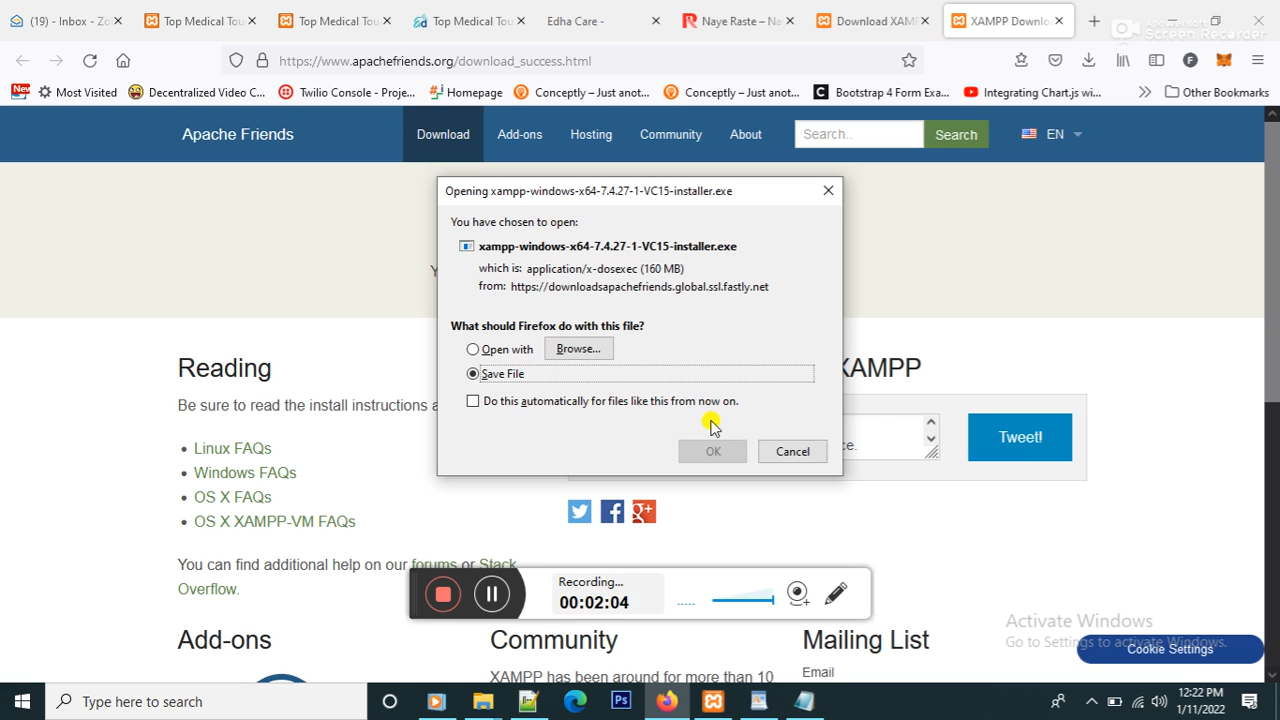 (19) - Inbox - Zo
Top Medical Tou
Top Medical Tou
Top Medical Tou
Edha Care -
Naye Raste – Na
Download XAM
XAMPP Downlo
Screen Recorder
https://www.apachefriends.org/download_success.html
New
Most Visited
Decentralized Video C...
Twilio Console - Proje...
Homepage
Conceptly – Just anot...
Conceptly – Just anot...
Bootstrap 4 Form Exa...
Integrating Chart.js wi...
Other Bookmarks
Apache Friends
Download
Add-ons
Hosting
Community
About
Search..
Search
EN
Opening xampp-windows-x64-7.4.27-1-VC15-installer.exe
You have chosen to open:
xampp-windows-x64-7.4.27-1-VC15-installer.exe
which is: application/x-dosexec (160 MB)
from: https://downloadsapachefriends.global.ssl.fastly.net
What should Firefox do with this file?
Open with
Browse...
Save File
Do this automatically for files like this from now on.
OK
Cancel
Reading
XAMPP
Be sure to read the install instructions
ce.
Tweet!
Linux FAQs
Windows FAQs
OS X FAQs
OS X XAMPP-VM FAQs
You can find additional help on our forums or Stack
Overflow.
Recording...
00:02:04
Add-ons
Community
Mailing List
XAMPP has been around for more than 10
Email
Activate Windows
Go to Settings to activate Windows.
Cookie Settings
Type here to search
Ps
12:22 PM
1/11/2022